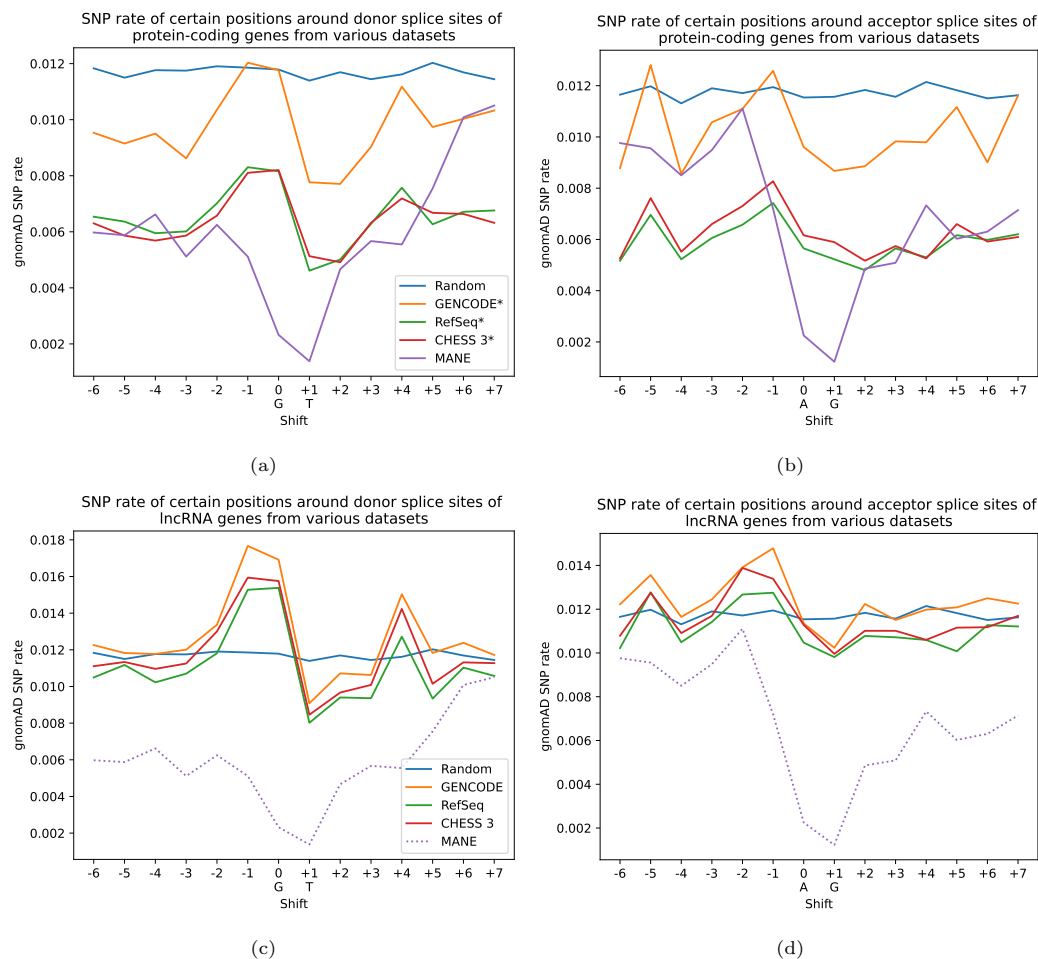 SNP rate of certain positions around donor splice sites of
protein-coding genes from various datasets
gnomAD SNP rate
0.012
0.010
0.008
0.006
0.004
0.002
Random
GENCODE*
RefSeq*
CHESS 3*
MANE
-6 -5 -4 -3 -2 -1 0 +1 +2 +3 +4 +5 +6 +7
G T
Shift
(a)
SNP rate of certain positions around acceptor splice sites of
protein-coding genes from various datasets
gnomAD SNP rate
0.012
0.010
0.008
0.006
0.004
0.002
-6 -5 -4 -3 -2 -1 0 +1 +2 +3 +4 +5 +6 +7
A G
Shift
(b)
SNP rate of certain positions around donor splice sites of
lncRNA genes from various datasets
gnomAD SNP rate
0.018
0.016
0.014
0.012
0.010
0.008
0.006
0.004
0.002
Random
GENCODE
RefSeq
CHESS 3
MANE
-6 -5 -4 -3 -2 -1 0 +1 +2 +3 +4 +5 +6 +7
G T
Shift
(c)
SNP rate of certain positions around acceptor splice sites of
lncRNA genes from various datasets
gnomAD SNP rate
0.014
0.012
0.010
0.008
0.006
0.004
0.002
-6 -5 -4 -3 -2 -1 0 +1 +2 +3 +4 +5 +6 +7
A G
Shift
(d)